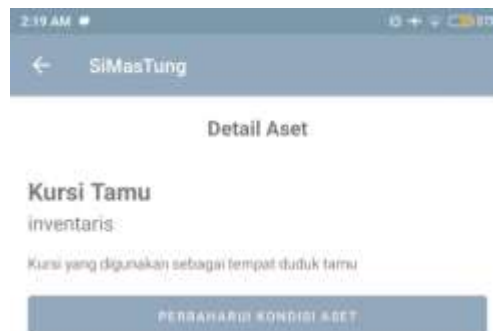 2:19 AM
SiMasTung
Detail Aset
Kursi Tamu
inventaris
Kursi yang digunakan sebagai tempat duduk tamu
PERBAHARUI KONDISI ASET